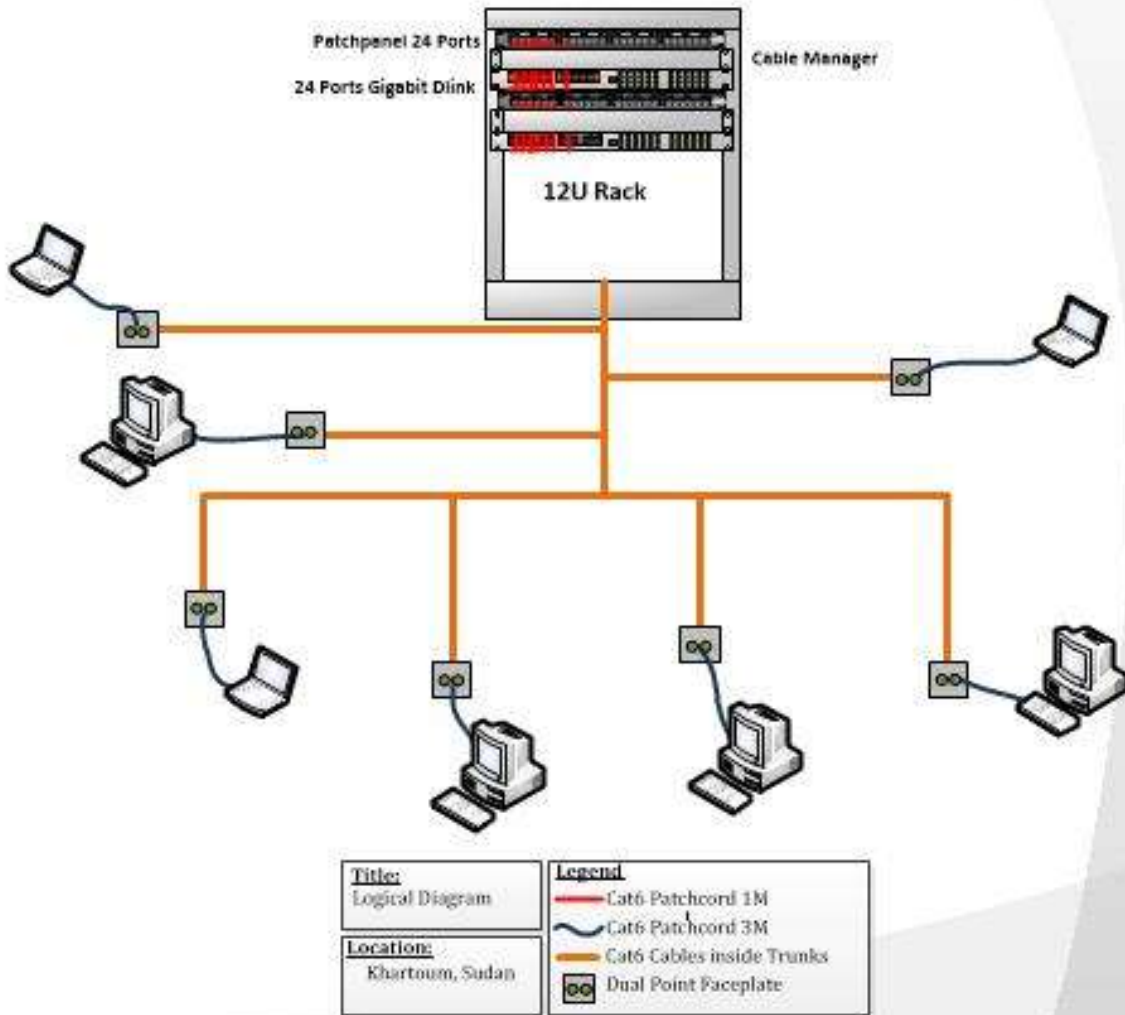 Patchpanel 24 Ports
Cable Manager
24 Ports Gigabit Dlink
12U Rack
Title:
Logical Diagram
Location:
Khartoum, Sudan
Legend
Cat6 Patchcord 1M
Cat6 Patchcord 3M
Cat6 Cables inside Trunks
Dual Point Faceplate